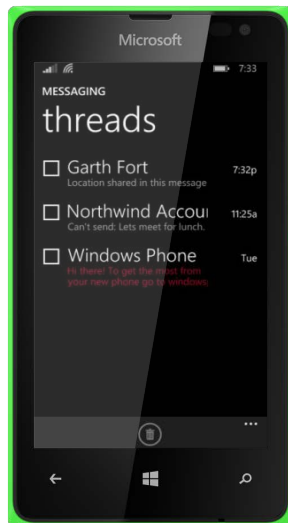 Microsoft
7:33
MESSAGING
threads
Garth Fort
7:32p
Location shared in this message
Northwind Accour
11:25a
Can't send: Lets meet for lunch.
Windows Phone
Tue
Hi there! To get the most from
your new phone go to windows